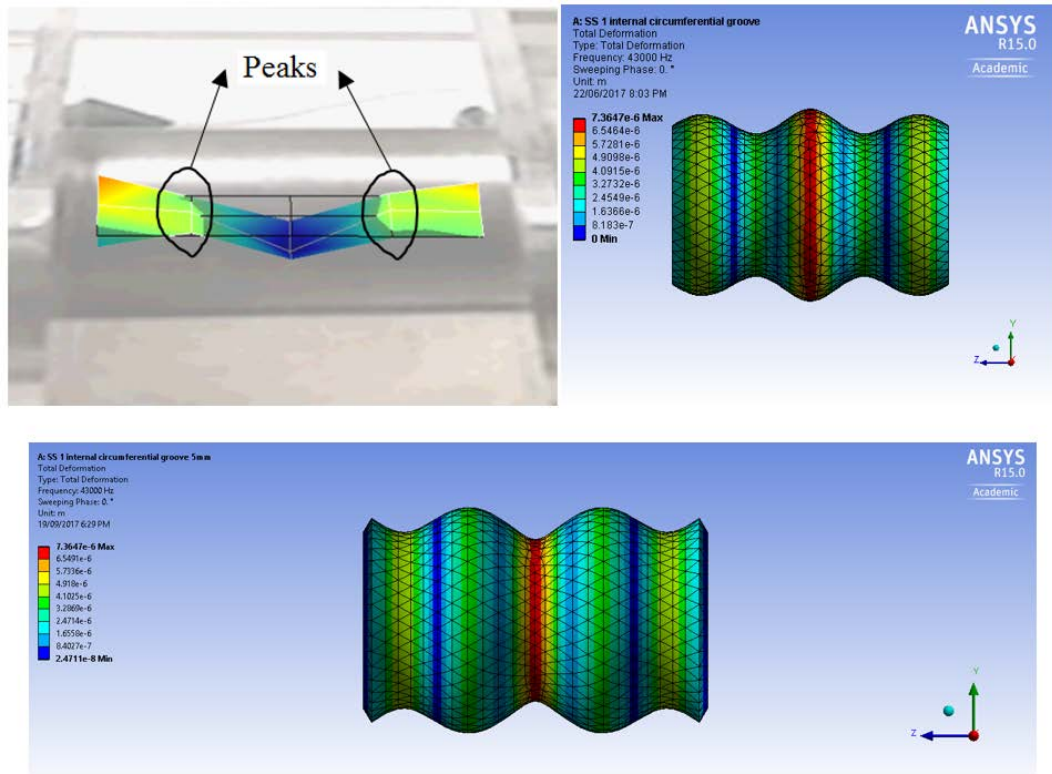 Peaks
A: SS 1 internal circumferential groove
Total Deformation
Type: Total Deformation
Frequency: 43000 Hz
Sweeping Phase: 0. °
Unit: m
22/06/2017 8:03 PM
7.3647e-6 Max
6.5464e-6
5.7281e-6
4.9098e-6
4.0915e-6
3.2732e-6
2.4549e-6
1.6366e-6
8.183e-7
0 Min
ANSYS
R15.0
Academic
Y
Z
A: SS 1 internal circumferential groove 5mm
Total Deformation
Type: Total Deformation
Frequency: 43000 Hz
Sweeping Phase: 0. °
Unit: m
19/09/2017 6:29 PM
7.3647e-6 Max
6.5491e-6
5.7336e-6
4.918e-6
4.1025e-6
3.2869e-6
2.4714e-6
1.6558e-6
8.4027e-7
2.4711e-8 Min
ANSYS
R15.0
Academic
Y
Z